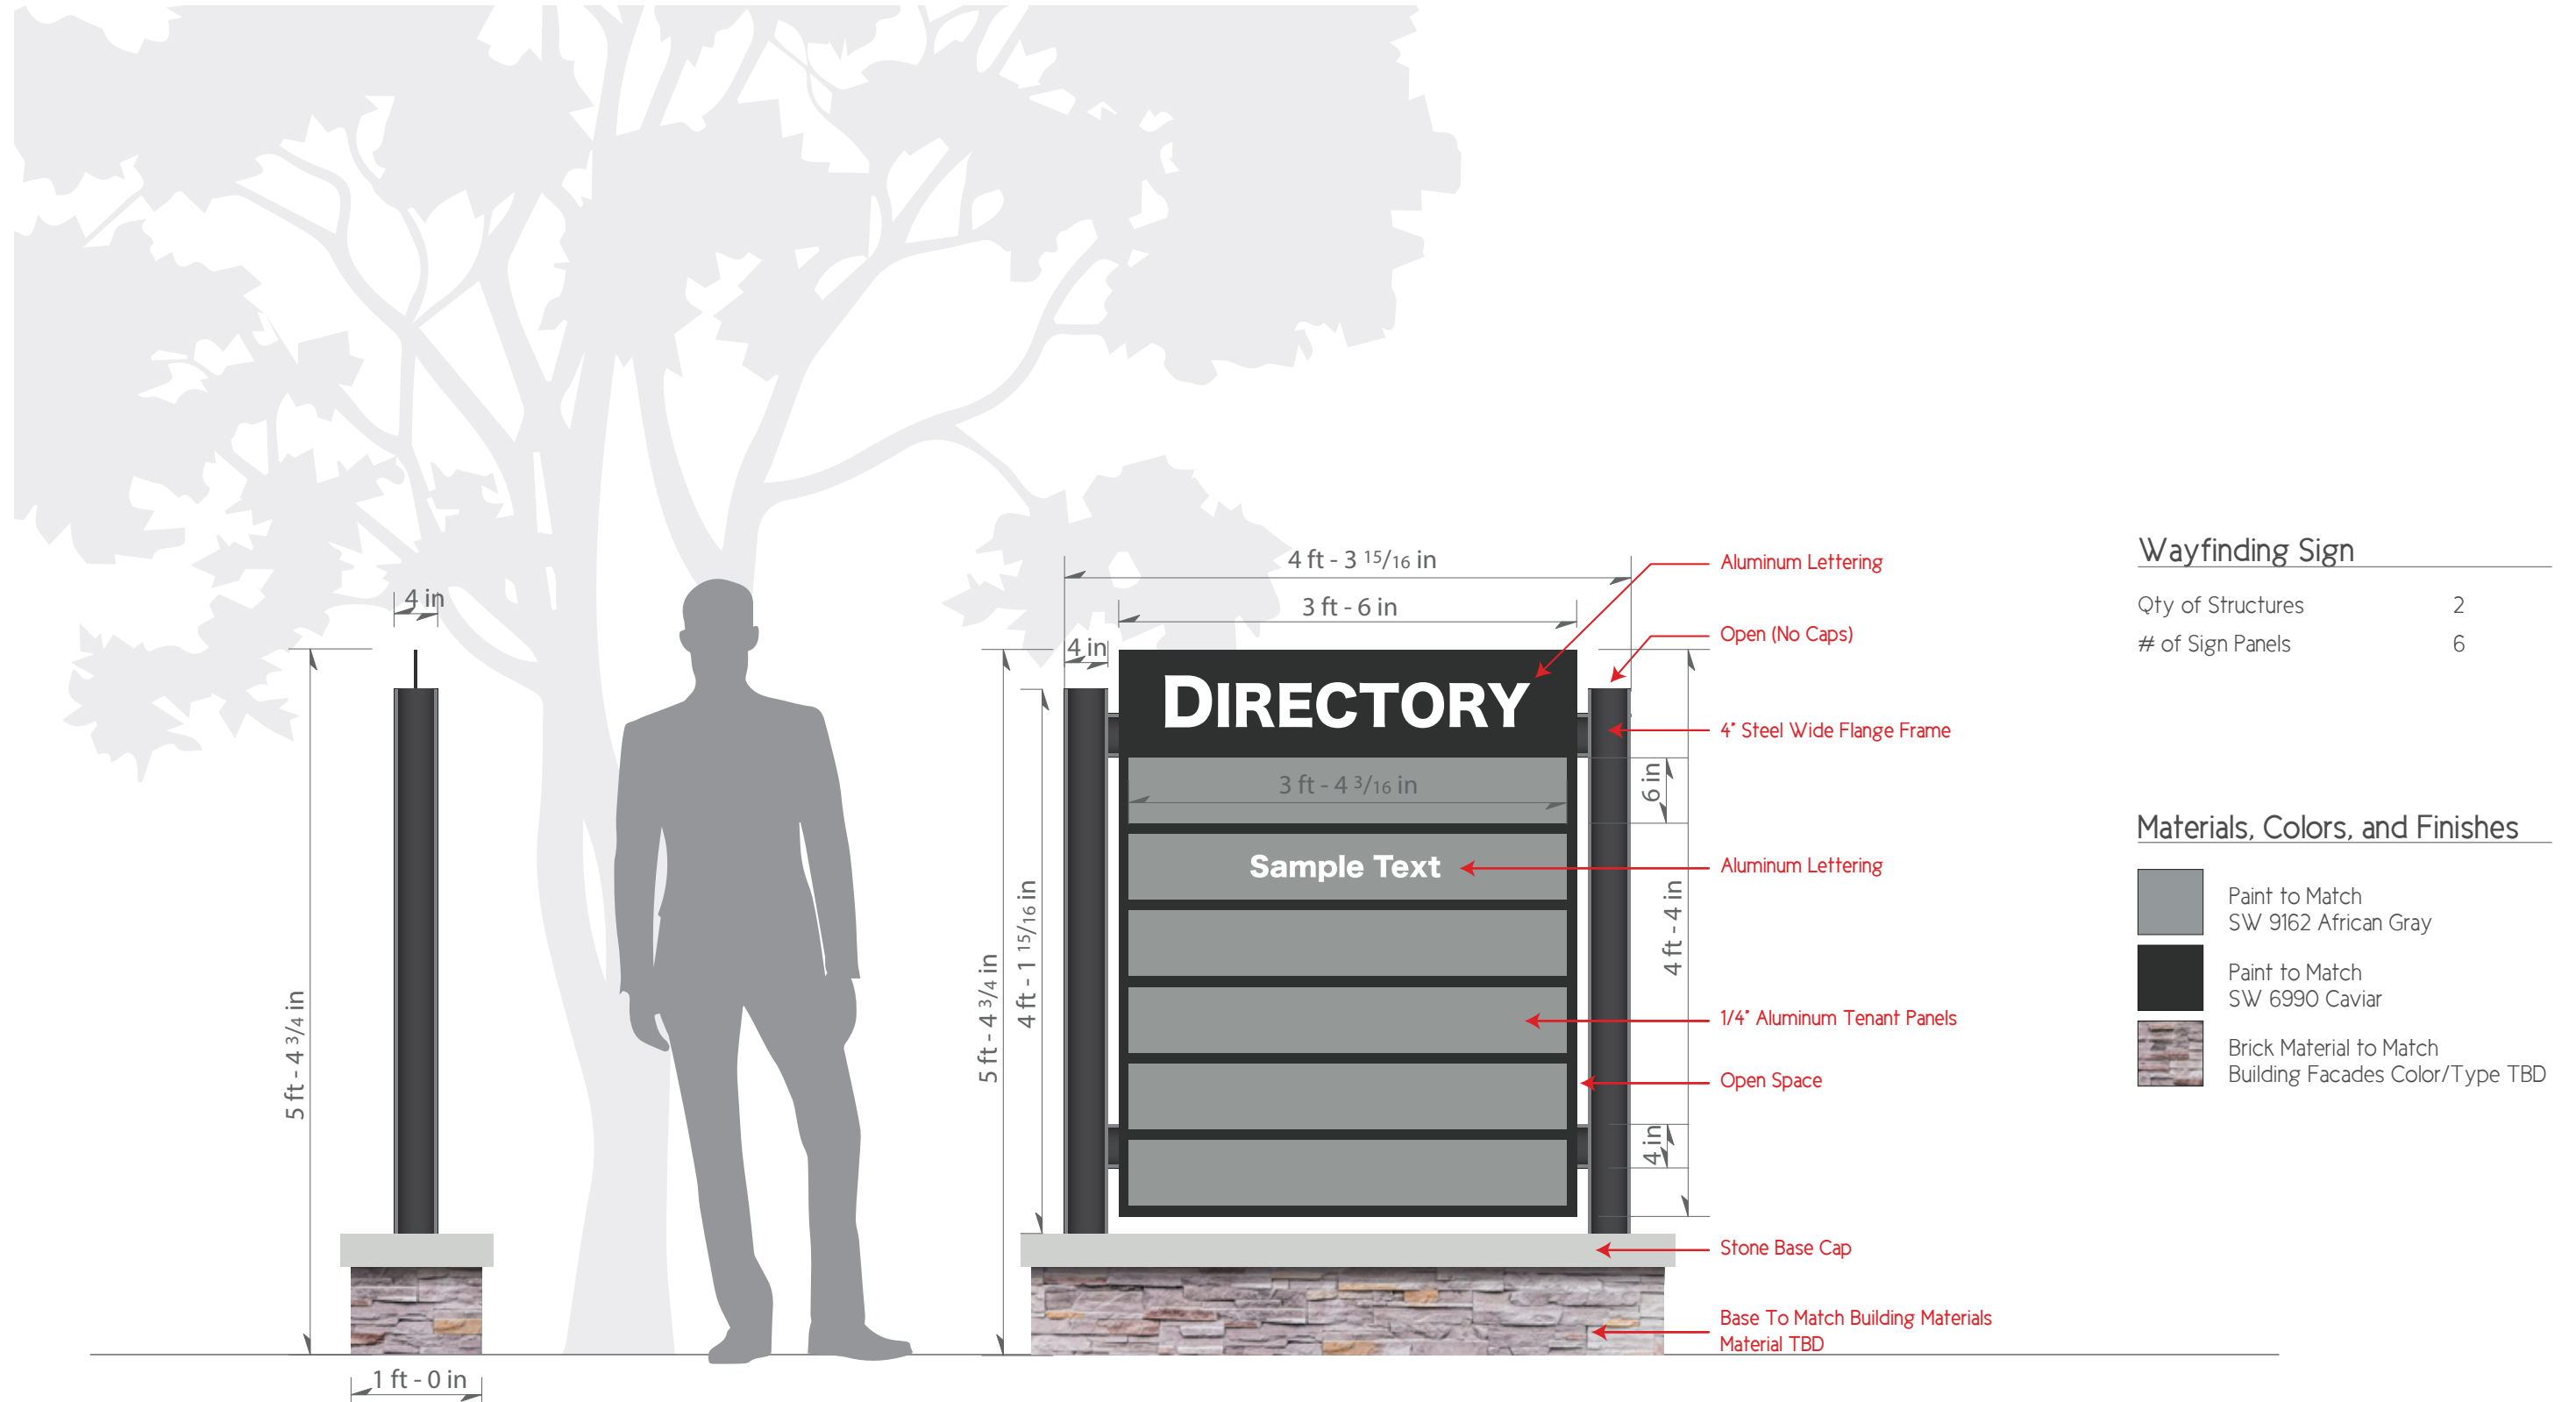 4 in
5 ft - 4 3/4 in
1 ft - 0 in
4 ft - 3 15/16 in
3 ft - 6 in
4 in
DIRECTORY
3 ft - 4 3/16 in
Sample Text
5 ft - 4 3/4 in
4 ft - 1 15/16 in
6 in
4 ft - 4 in
4 in
Aluminum Lettering
Open (No Caps)
4" Steel Wide Flange Frame
Aluminum Lettering
1/4" Aluminum Tenant Panels
Open Space
Stone Base Cap
Base To Match Building Materials
Material TBD
Wayfinding Sign
Qty of Structures 2
# of Sign Panels 6
Materials, Colors, and Finishes
Paint to Match
SW 9162 African Gray
Paint to Match
SW 6990 Caviar
Brick Material to Match
Building Facades Color/Type TBD